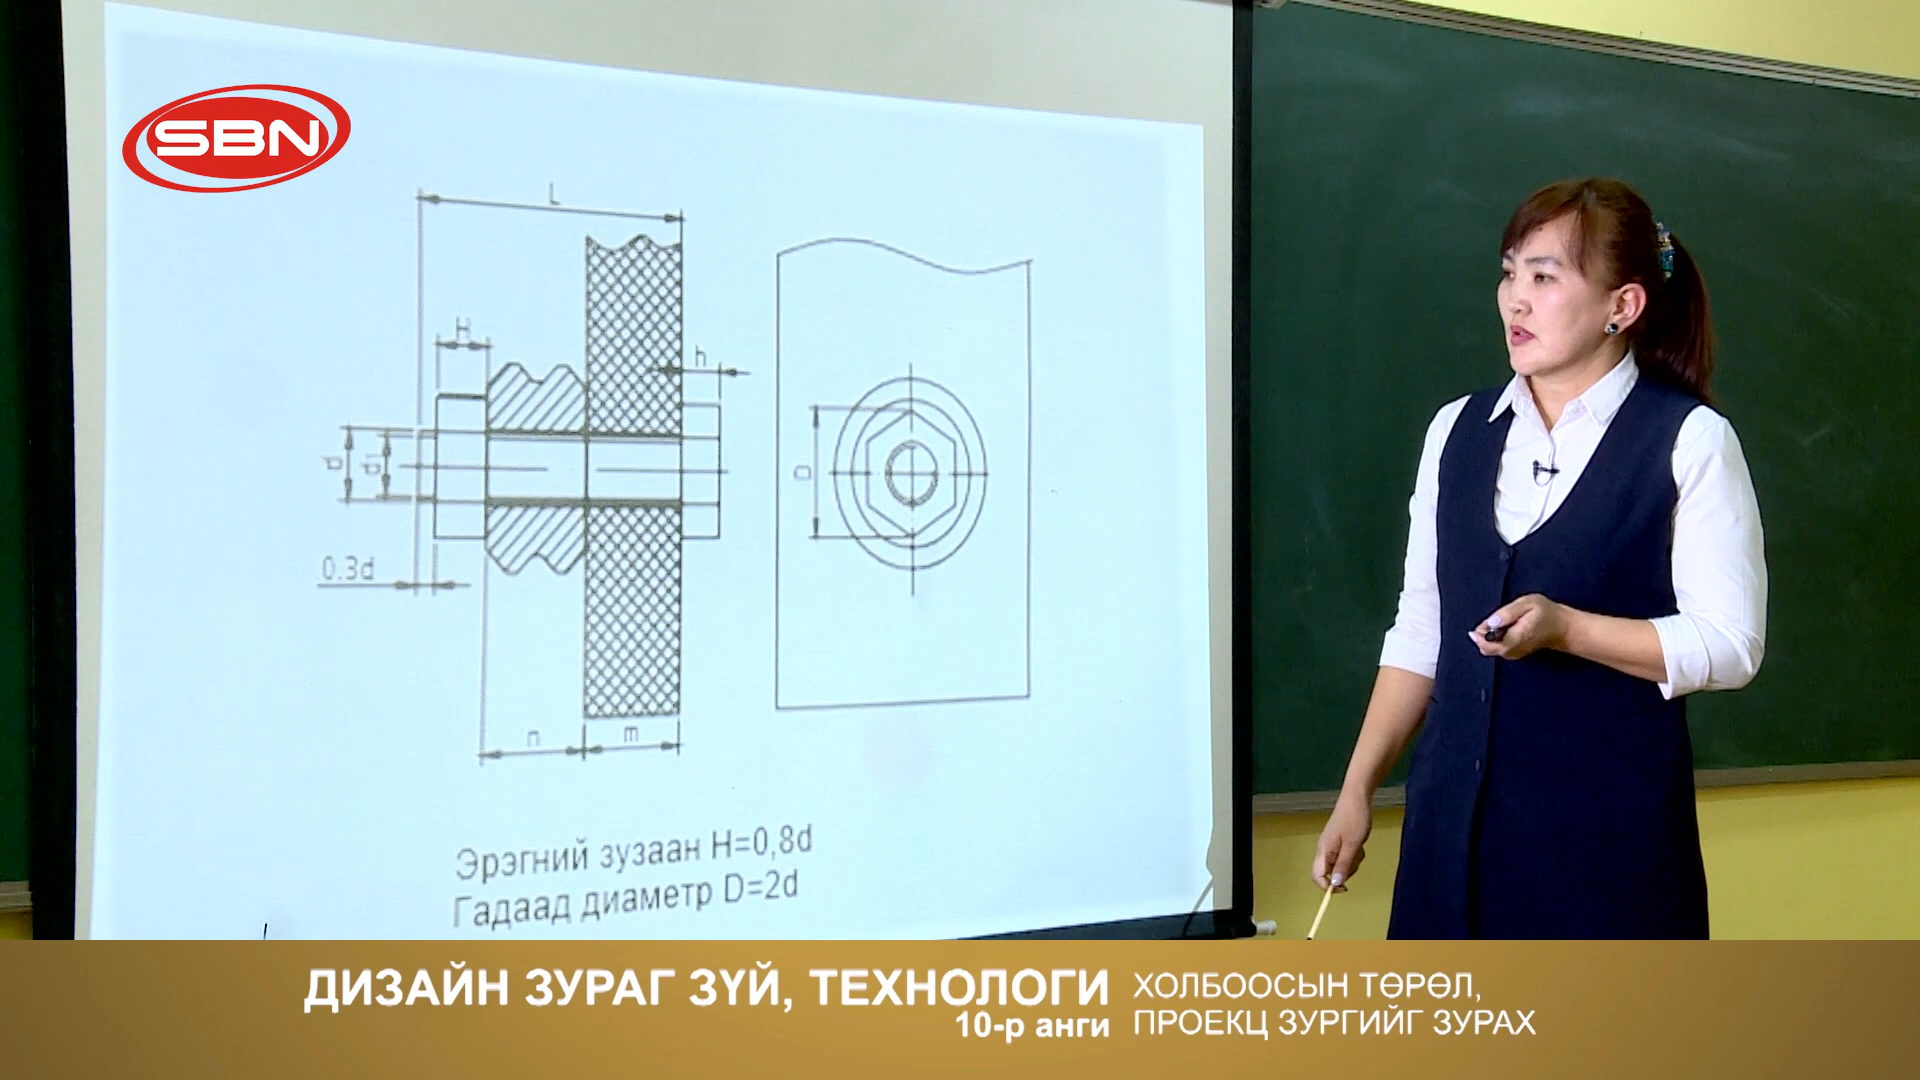 SBN
L
H
h
d
d1
D
0.3d
n
m
Эрэгний зузаан H=0,8d
Гадаад диаметр D=2d
ДИЗАЙН ЗУРАГ ЗҮЙ, ТЕХНОЛОГИ
10-р анги
ХОЛБООСЫН ТӨРӨЛ,
ПРОЕКЦ ЗУРГИЙГ ЗУРАХ